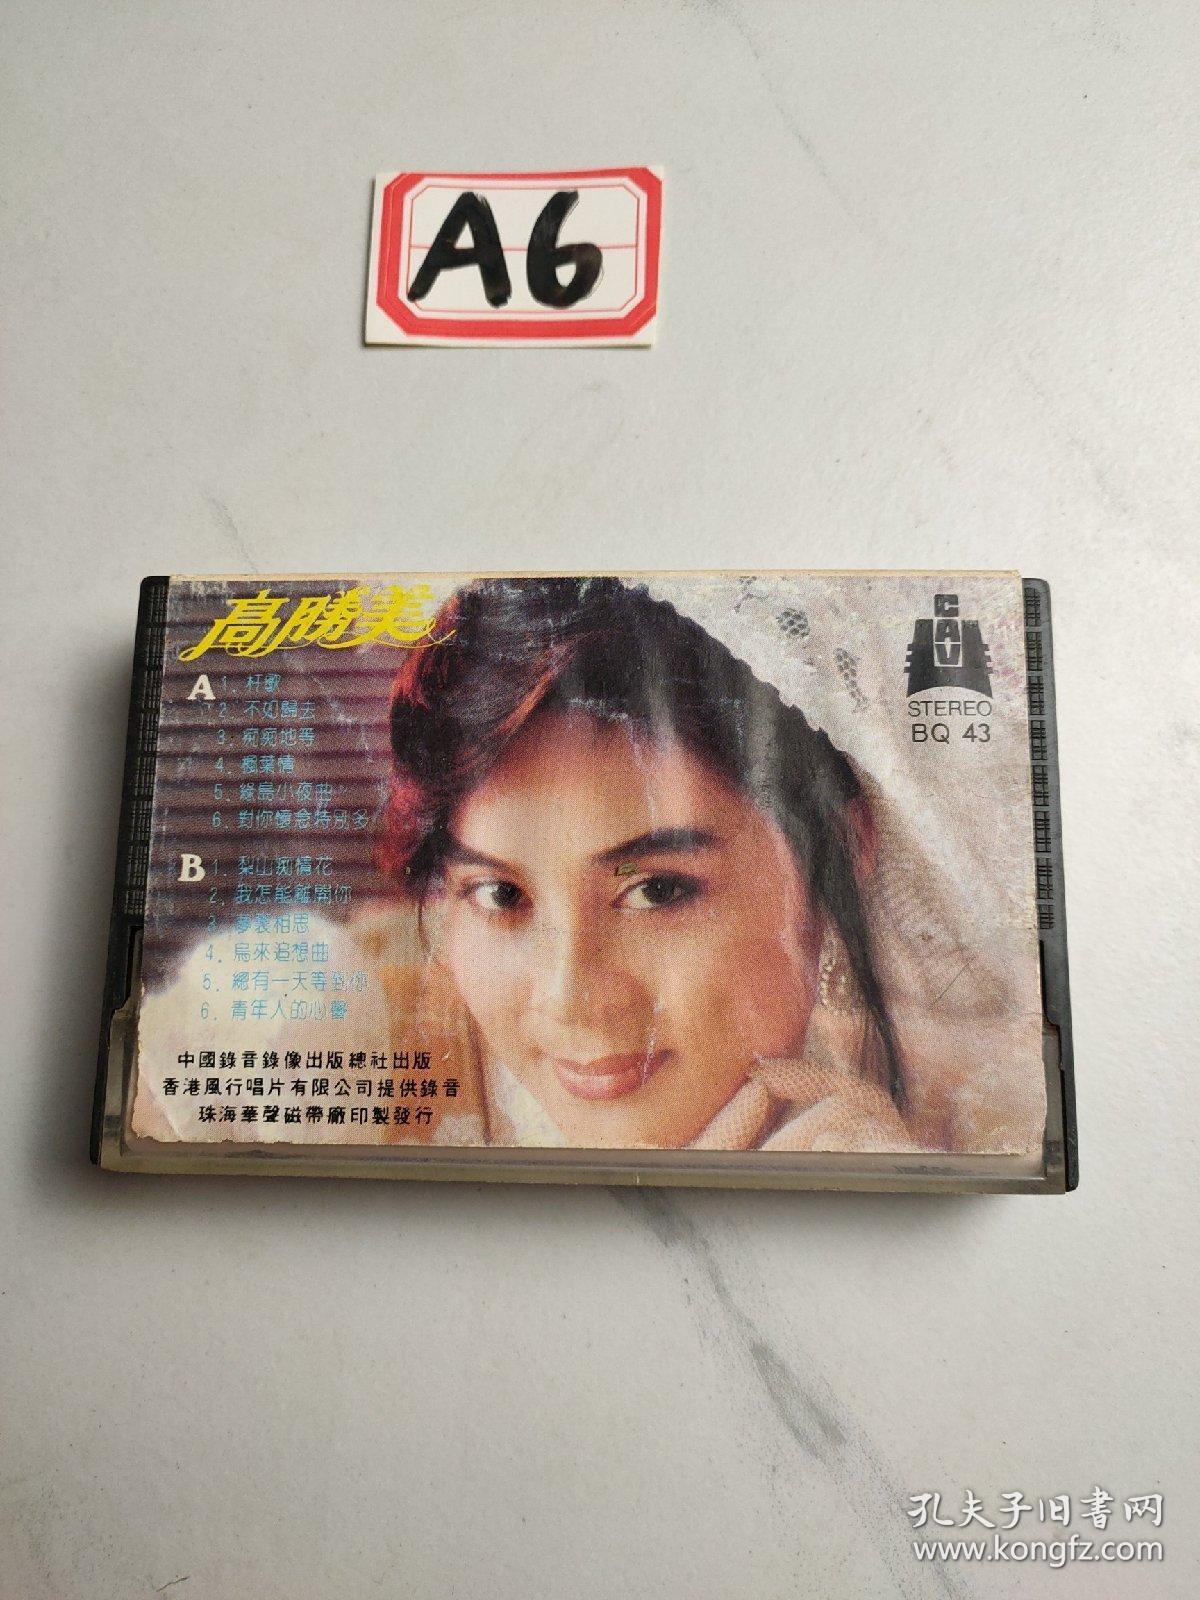 A6
高勝美
CAV
STEREO
BQ 43
A 1. 杵歌
2. 不如歸去
3. 痴痴地等
4. 楓葉情
5. 綠島小夜曲
6. 對你懷念特別多
B 1. 梨山痴情花
2. 我怎能離開你
3. 夢裏相思
4. 烏來追想曲
5. 總有一天等到你
6. 青年人的心聲
中國錄音錄像出版總社出版
香港風行唱片有限公司提供錄音
珠海華聲磁帶廠印製發行
孔夫子旧书网
www.kongfz.com